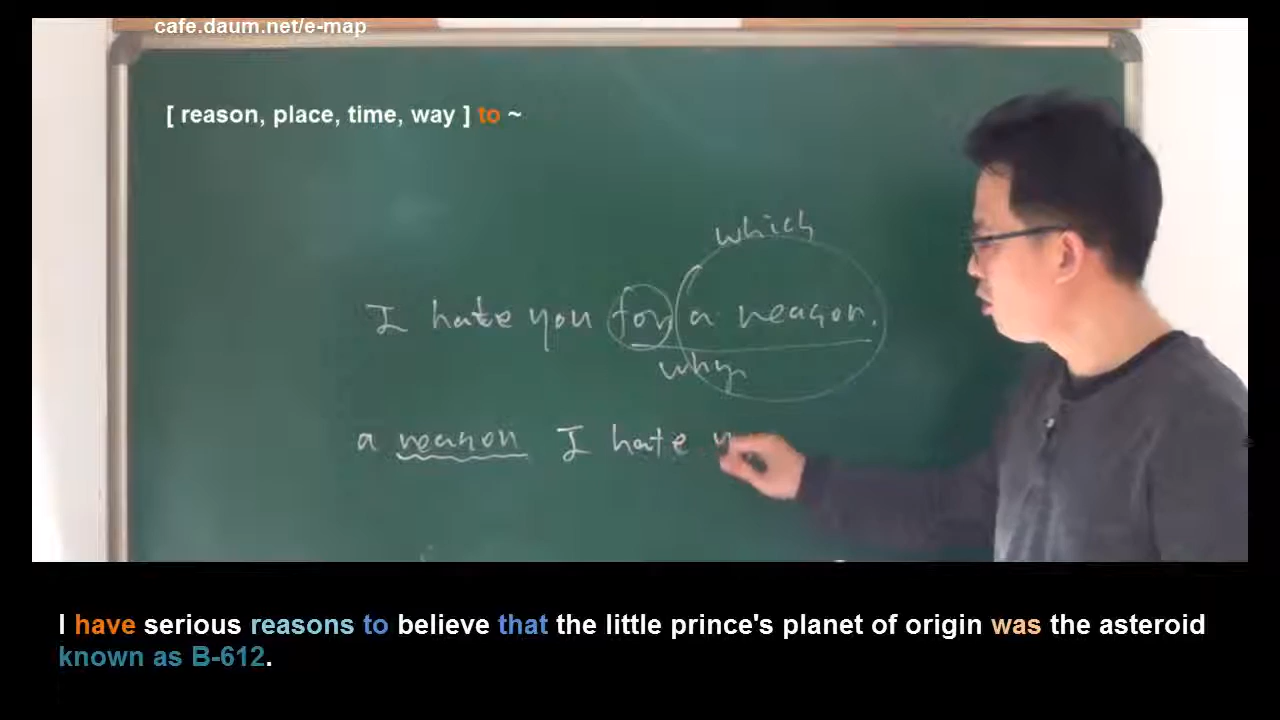 cafe.daum.net/e-map
[ reason, place, time, way ] to ~
which
I hate you for a reason.
why
a reason I hate
I have serious reasons to believe that the little prince's planet of origin was the asteroid
known as B-612.